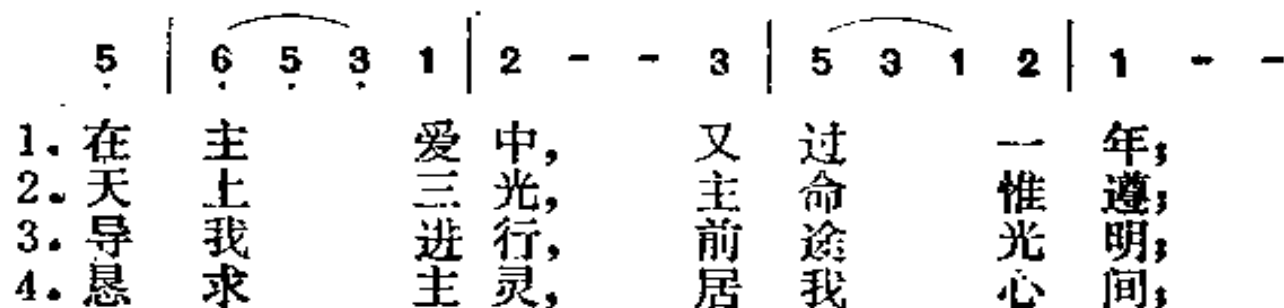 5 | 6 5 3 1 | 2 - - 3 | 5 3 1 2 | 1 - -
1. 在 主 爱 中， 又 过 一 年；
2. 天 上 三 光， 主 命 惟 遵；
3. 导 我 进 行， 前 途 光 明；
4. 恳 求 主 灵， 居 我 心 间；